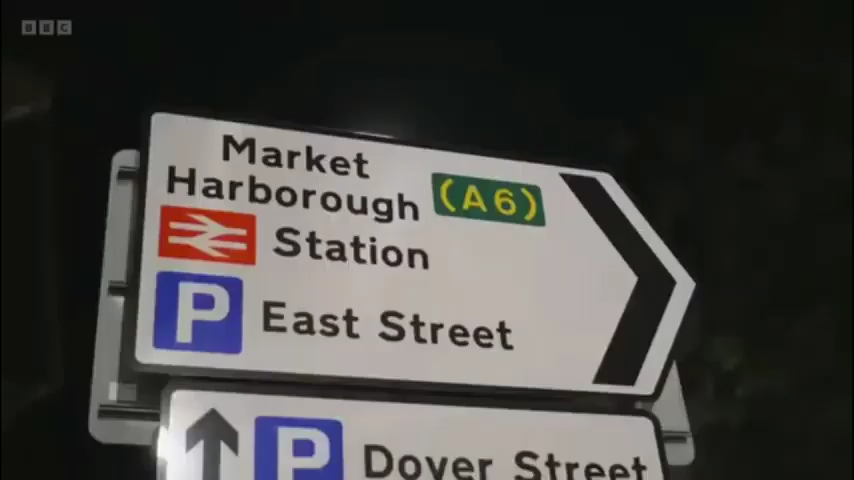 BBC
Market
Harborough (A6)
Station
P East Street
P Dover Street